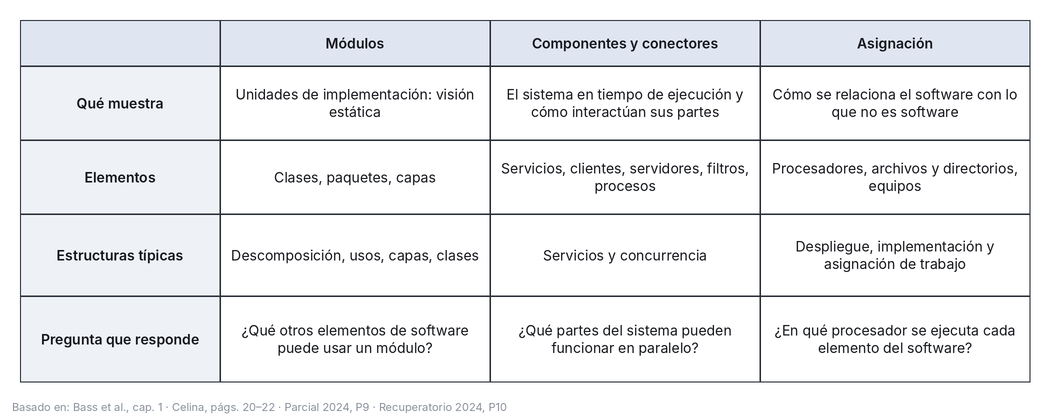 Módulos
Componentes y conectores
Asignación
Qué muestra
Unidades de implementación: visión
estática
El sistema en tiempo de ejecución y
cómo interactúan sus partes
Cómo se relaciona el software con lo
que no es software
Elementos
Clases, paquetes, capas
Servicios, clientes, servidores, filtros,
procesos
Procesadores, archivos y directorios,
equipos
Estructuras típicas
Descomposición, usos, capas, clases
Servicios y concurrencia
Despliegue, implementación y
asignación de trabajo
Pregunta que responde
¿Qué otros elementos de software
puede usar un módulo?
¿Qué partes del sistema pueden
funcionar en paralelo?
¿En qué procesador se ejecuta cada
elemento del software?
Basado en: Bass et al., cap. 1 · Celina, págs. 20–22 · Parcial 2024, P9 · Recuperatorio 2024, P10